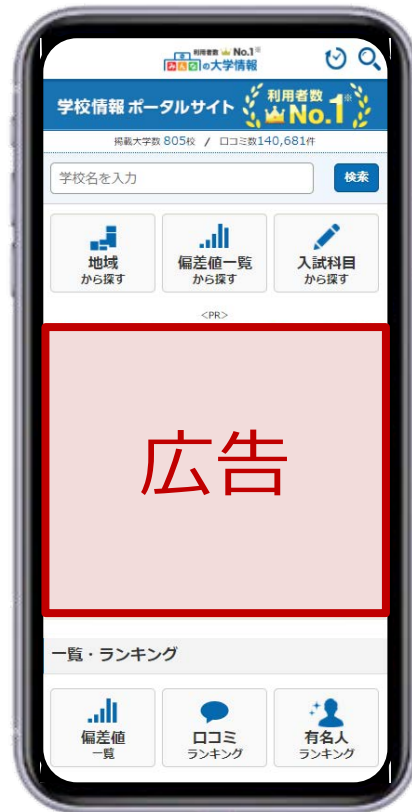 利用者数 No.1※
みんなの大学情報
学校情報 ポータルサイト
利用者数
No.1※
掲載大学数 805校 / 口コミ数140,681件
学校名を入力
検索
地域
から探す
偏差値一覧
から探す
入試科目
から探す
<PR>
広告
一覧・ランキング
偏差値
一覧
口コミ
ランキング
有名人
ランキング